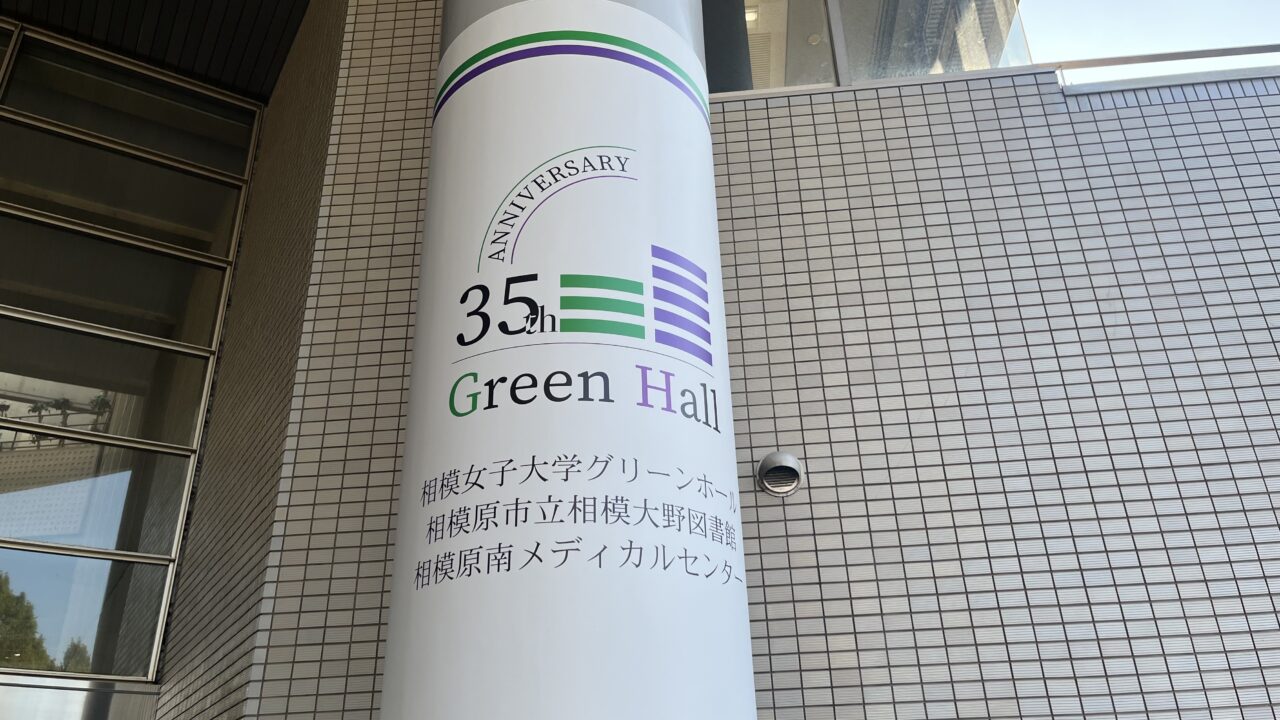 ANNIVERSARY
35th
Green Hall
相模女子大学グリーンホール
相模原市立相模大野図書館
相模原南メディカルセンター